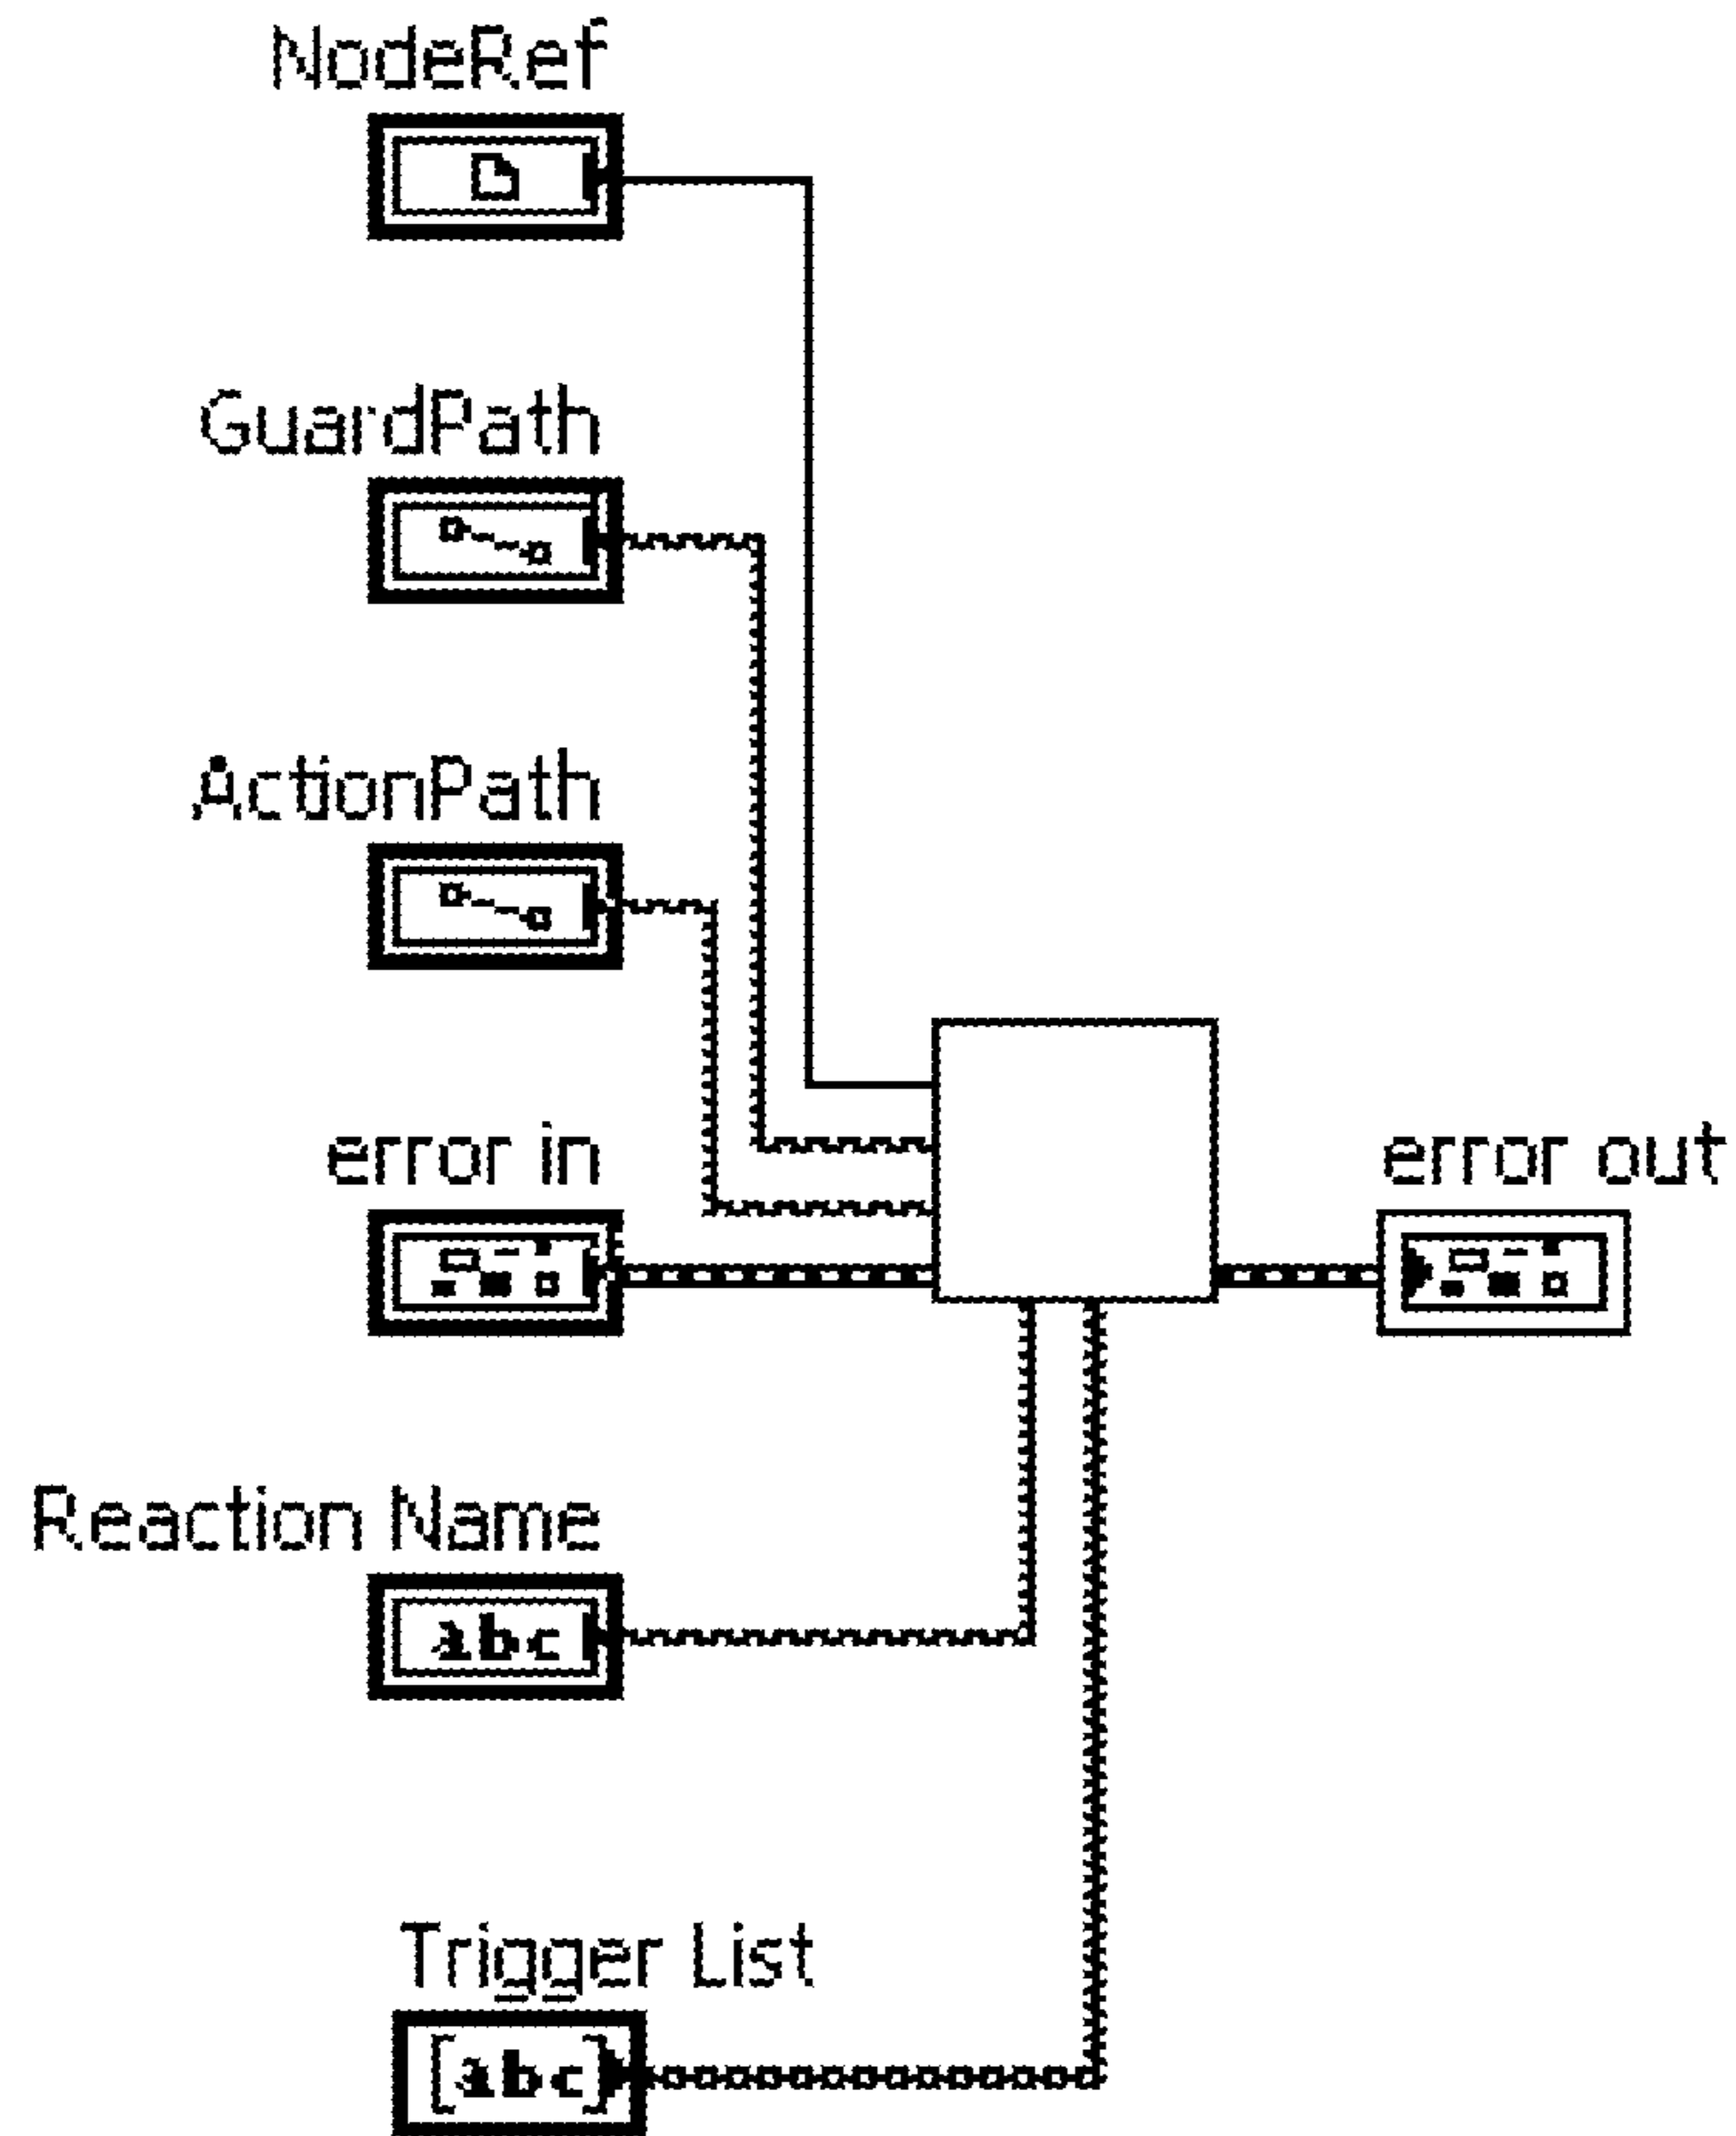 NodeRef
GuardPath
ActionPath
error in
error out
Reaction Name
abc
Trigger List
[abc]